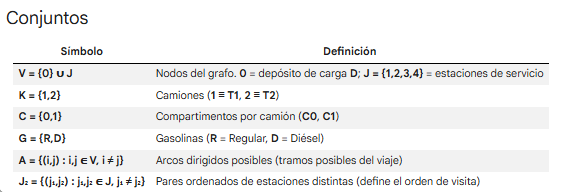 Conjuntos
Símbolo Definición
V = {0} ∪ J Nodos del grafo. 0 = depósito de carga D; J = {1,2,3,4} = estaciones de servicio
K = {1,2} Camiones (1 ≡ T1, 2 ≡ T2)
C = {0,1} Compartimentos por camión (C0, C1)
G = {R,D} Gasolinas (R = Regular, D = Diésel)
A = {(i,j) : i,j ∈ V, i ≠ j} Arcos dirigidos posibles (tramos posibles del viaje)
J₂ = {(j₁,j₂) : j₁,j₂ ∈ J, j₁ ≠ j₂} Pares ordenados de estaciones distintas (define el orden de visita)